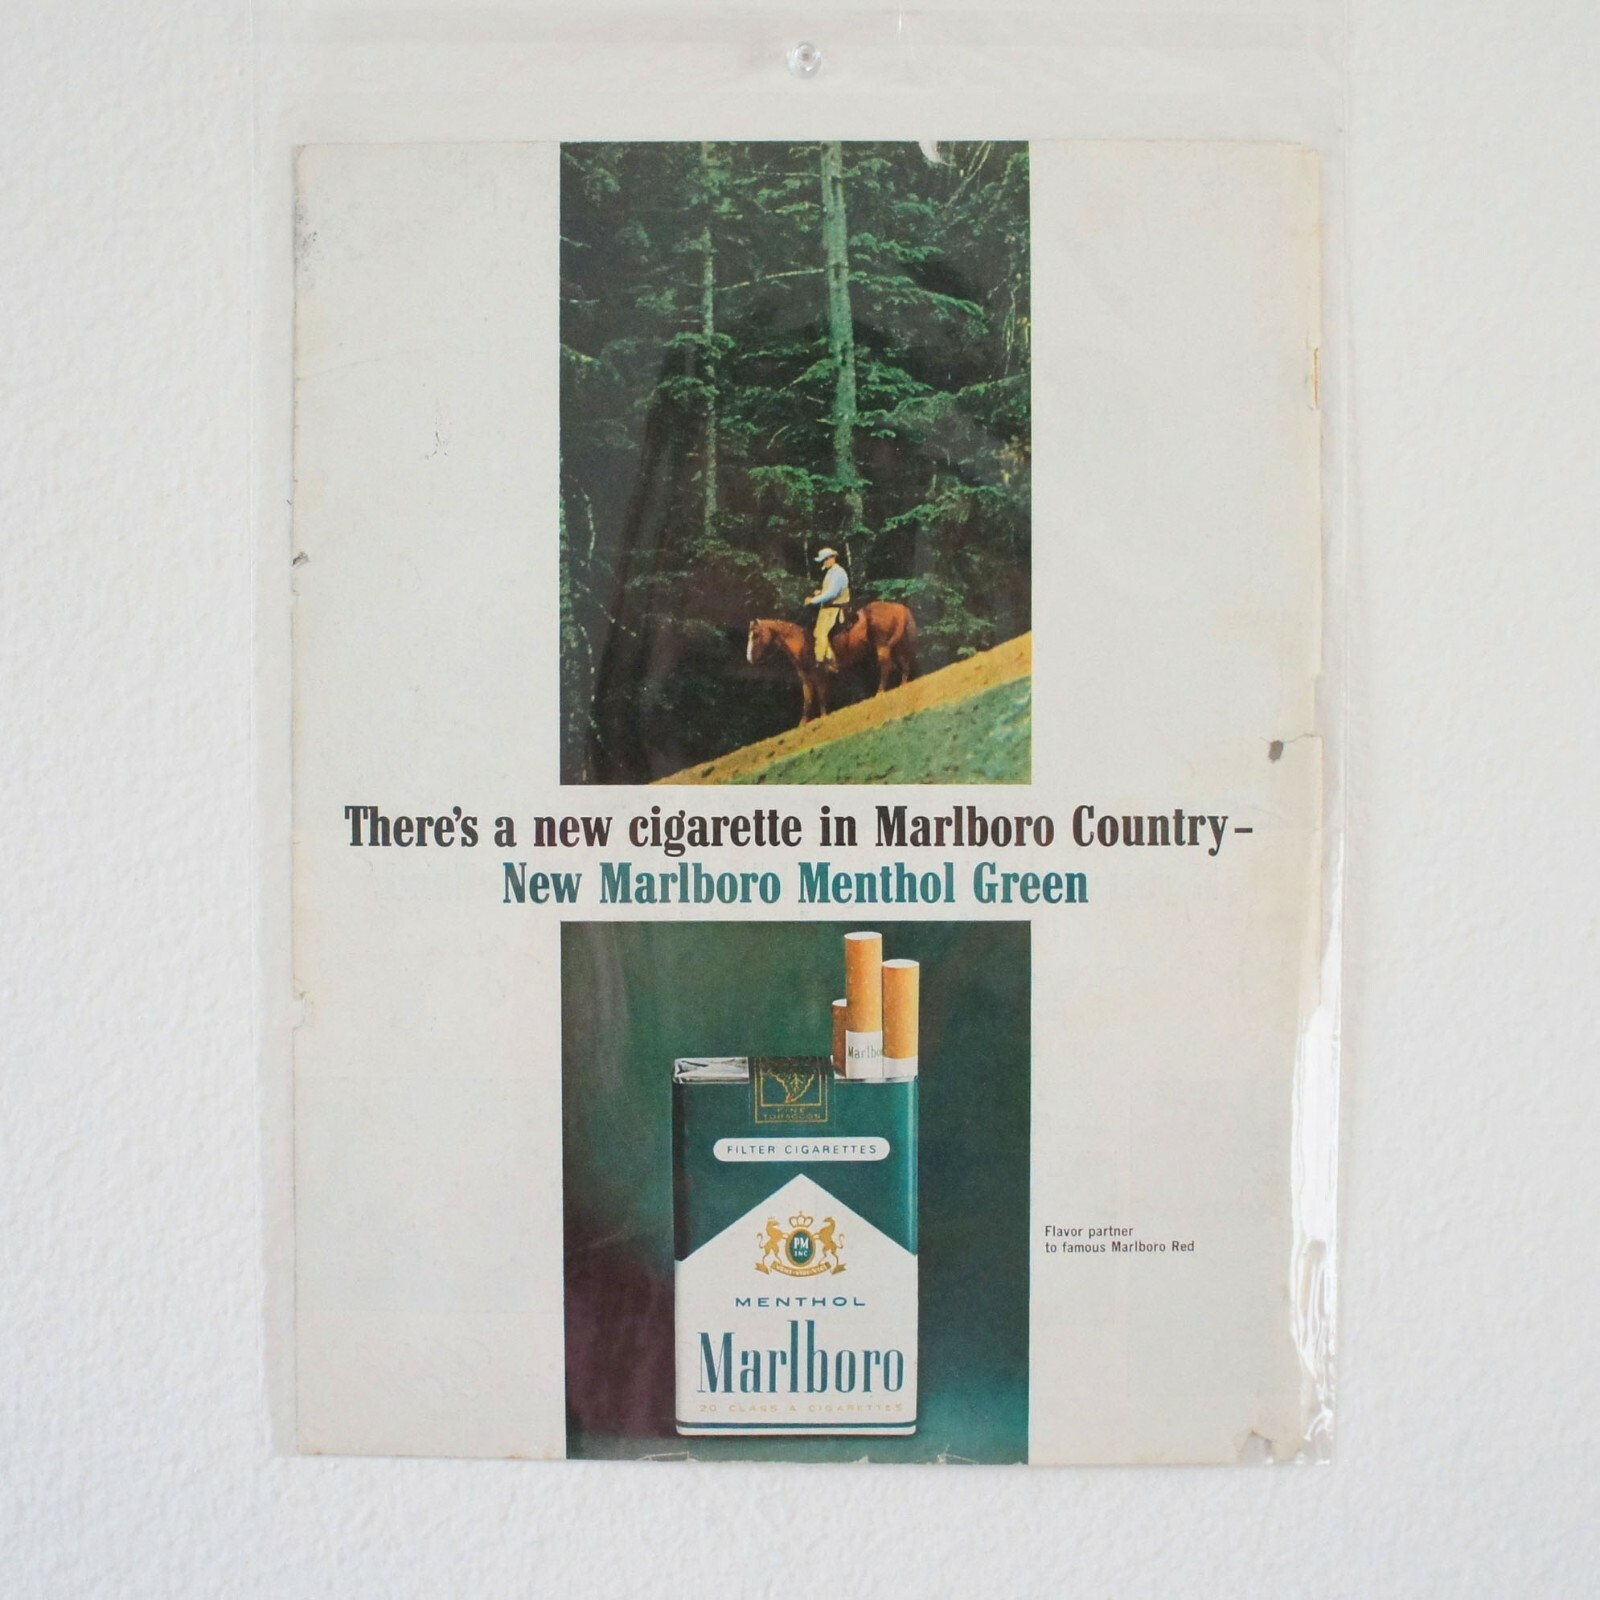 There's a new cigarette in Marlboro Country–
New Marlboro Menthol Green
Marlbo
FINE
TOBACCOS
FILTER CIGARETTES
PM
INC
MENTHOL
Marlboro
20 CLASS A CIGARETTES
Flavor partner
to famous Marlboro Red